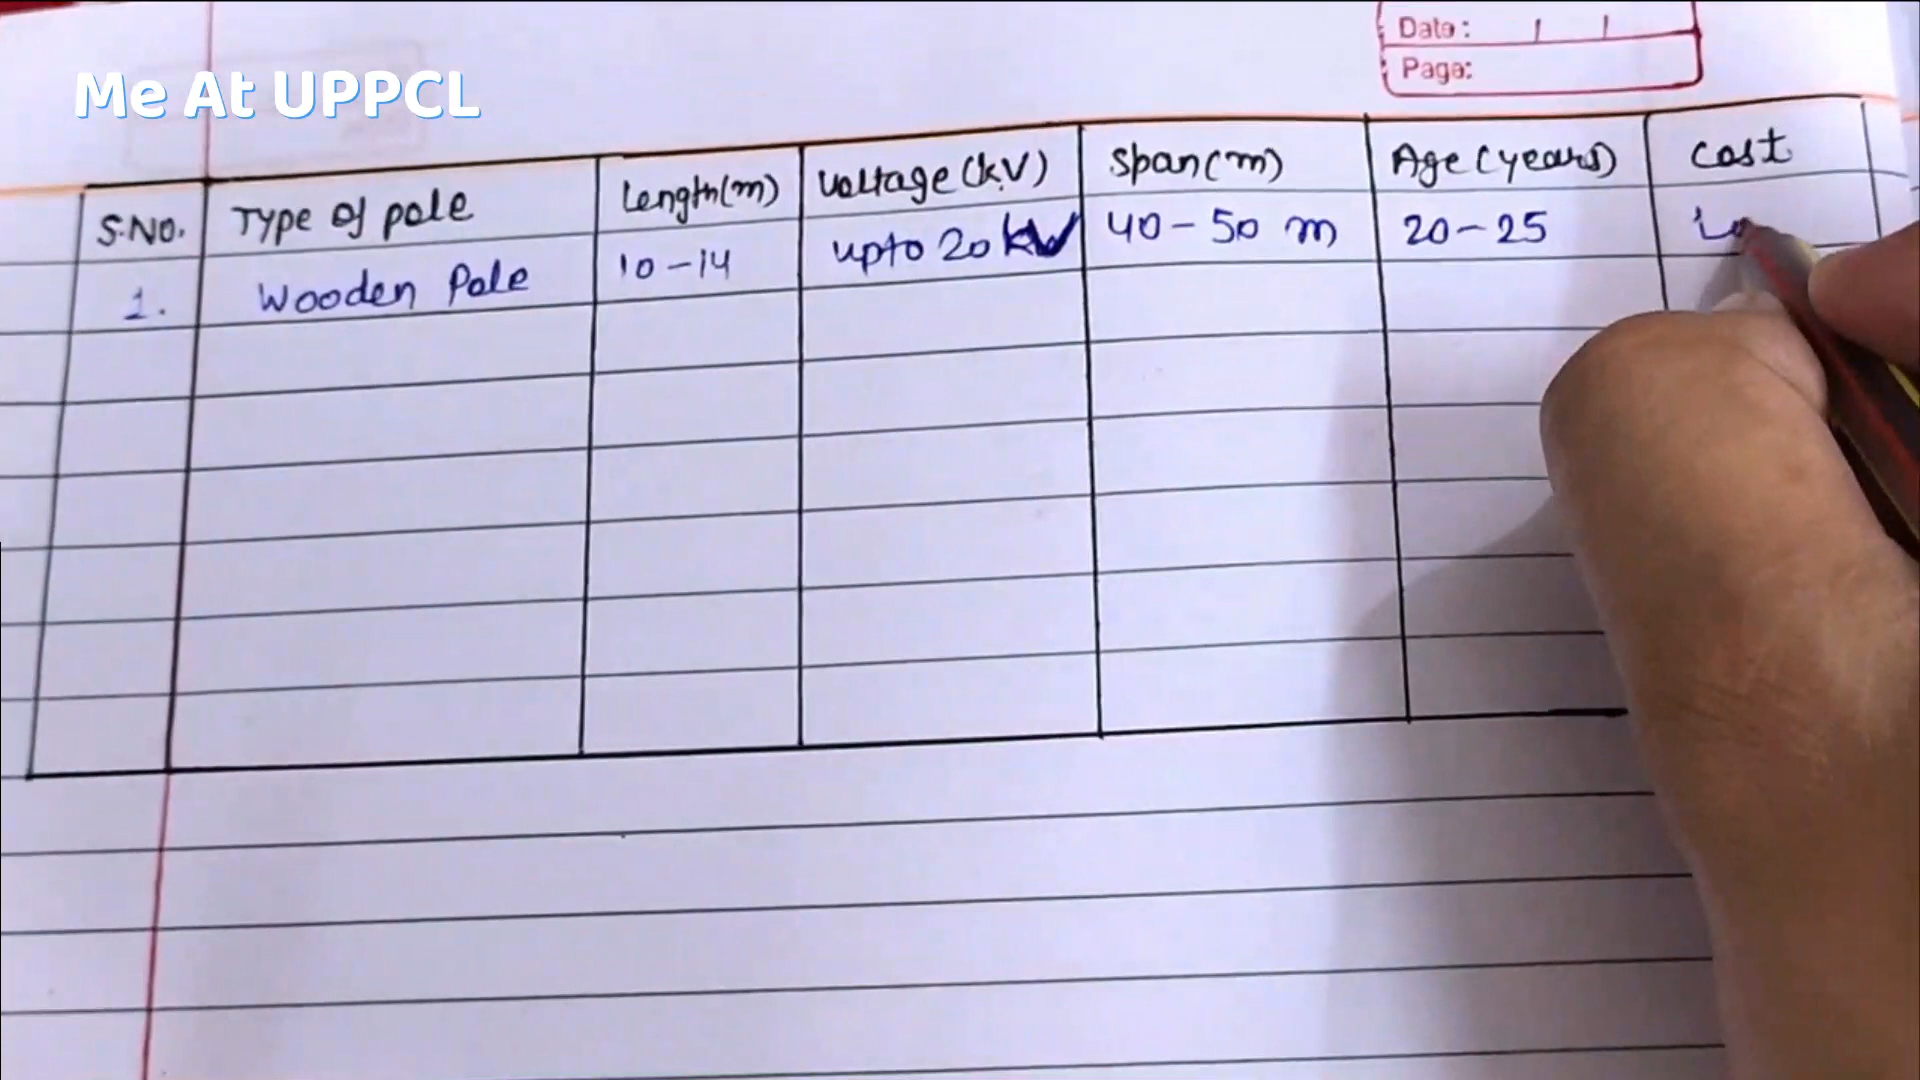 Date:
Page:
Me At UPPCL
S.No. Type of pole Length(m) Voltage(kV) Span(m) Age(years) Cost
1. Wooden Pole 10-14 upto 20 kV 40-50 m 20-25